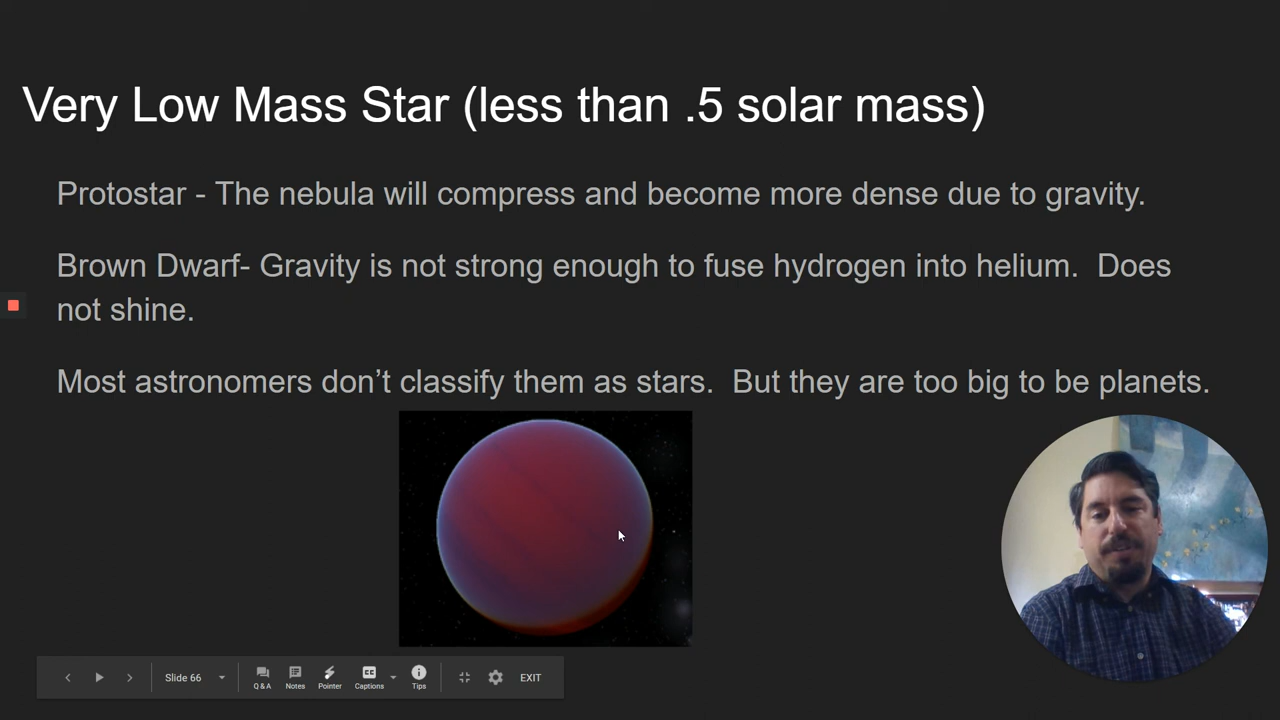 Very Low Mass Star (less than .5 solar mass)
Protostar - The nebula will compress and become more dense due to gravity.
Brown Dwarf- Gravity is not strong enough to fuse hydrogen into helium.  Does
not shine.
Most astronomers don’t classify them as stars.  But they are too big to be planets.
Slide 66
Q & A
Notes
Pointer
Captions
Tips
EXIT